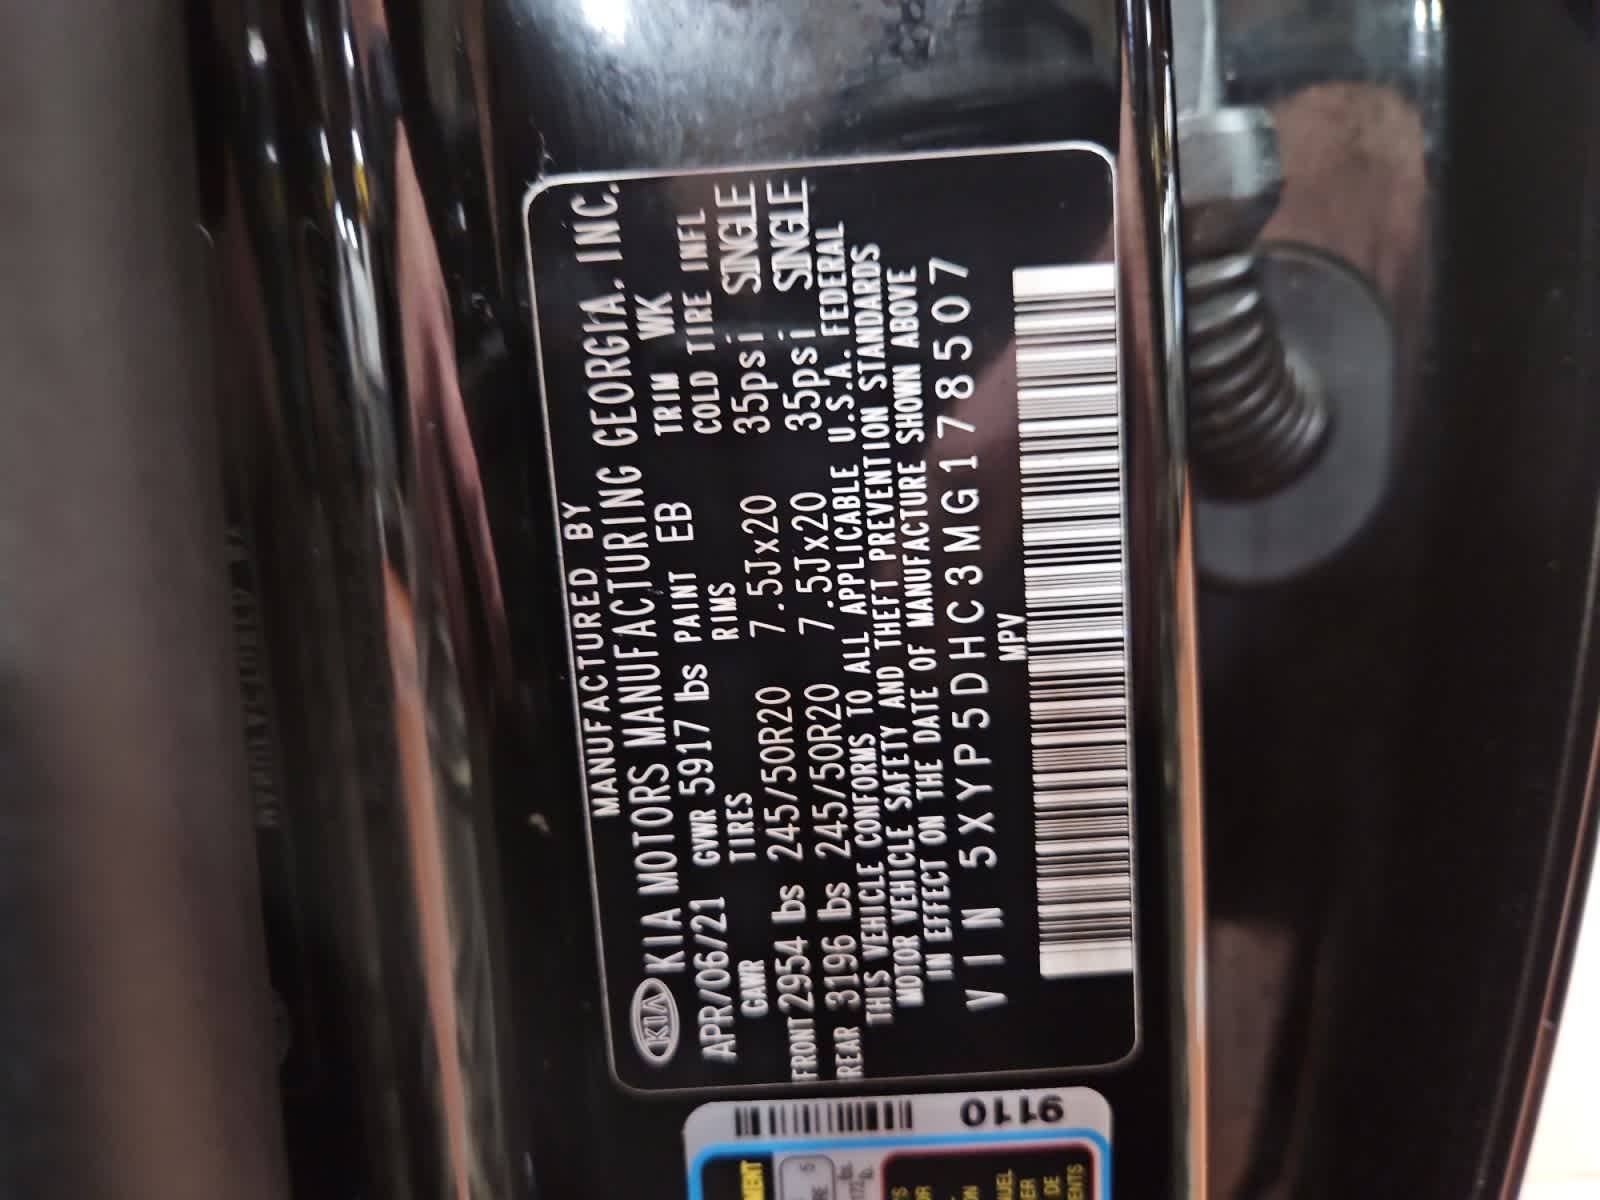 MANUFACTURED BY
KIA KIA MOTORS MANUFACTURING GEORGIA. INC.
APR/06/21 GVWR 5917 lbs PAINT EB TRIM WK
GAWR TIRES RIMS COLD TIRE INFL
FRONT 2954 lbs 245/50R20 7.5Jx20 35psi SINGLE
REAR 3196 lbs 245/50R20 7.5Jx20 35psi SINGLE
THIS VEHICLE CONFORMS TO ALL APPLICABLE U.S.A. FEDERAL
MOTOR VEHICLE SAFETY AND THEFT PREVENTION STANDARDS
IN EFFECT ON THE DATE OF MANUFACTURE SHOWN ABOVE
VIN 5XYP5DHC3MG178507
MPV
9110